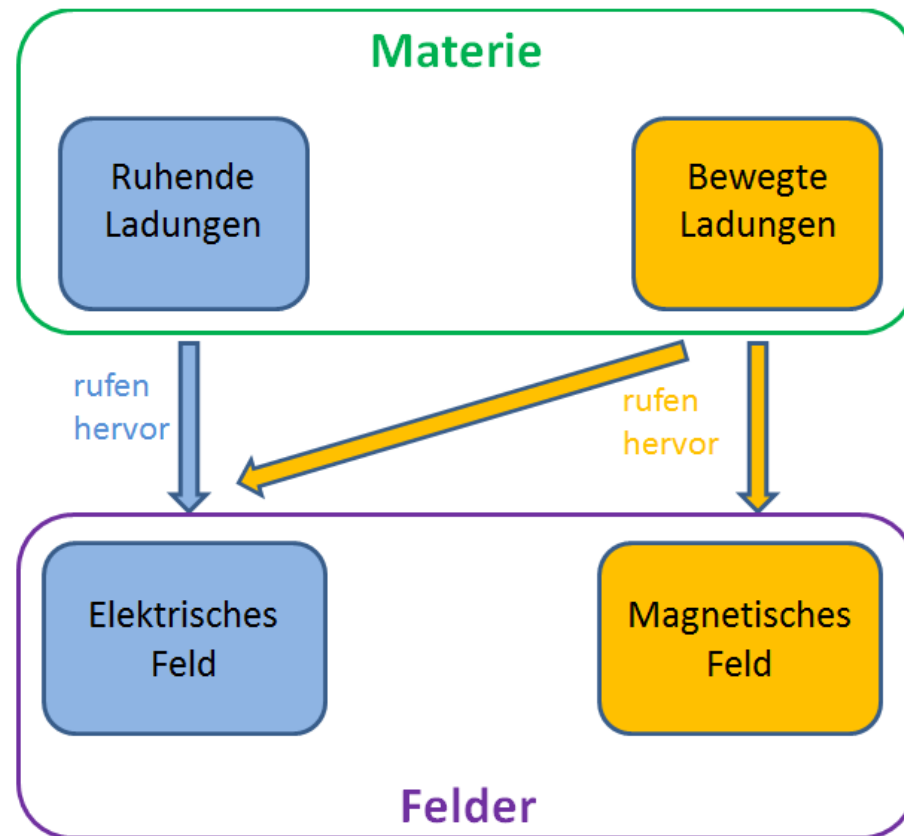 Materie
Ruhende
Ladungen
Bewegte
Ladungen
rufen
hervor
rufen
hervor
Elektrisches
Feld
Magnetisches
Feld
Felder